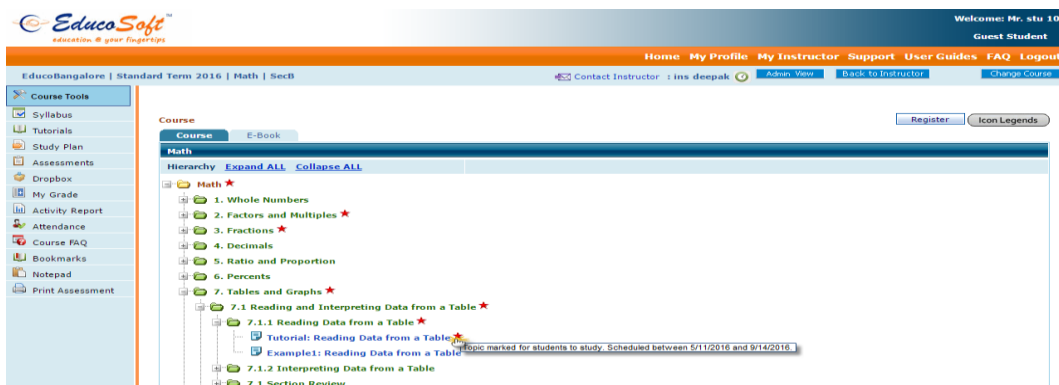 EducoSoft™
education @ your fingertips
Welcome: Mr. stu 10
Guest Student
Home My Profile My Instructor Support User Guides FAQ Logout
EducoBangalore | Standard Term 2016 | Math | SecB
Contact Instructor : ins deepak
Admin View
Back to Instructor
Change Course
Course Tools
Syllabus
Tutorials
Study Plan
Assessments
Dropbox
My Grade
Activity Report
Attendance
Course FAQ
Bookmarks
Notepad
Print Assessment
Course
Register
Icon Legends
Course
E-Book
Math
Hierarchy Expand ALL Collapse ALL
Math
1. Whole Numbers
2. Factors and Multiples
3. Fractions
4. Decimals
5. Ratio and Proportion
6. Percents
7. Tables and Graphs
7.1 Reading and Interpreting Data from a Table
7.1.1 Reading Data from a Table
Tutorial: Reading Data from a Table
Topic marked for students to study. Scheduled between 5/11/2016 and 9/14/2016.
Example1: Reading Data from a Table
7.1.2 Interpreting Data from a Table
7.1 Section Review